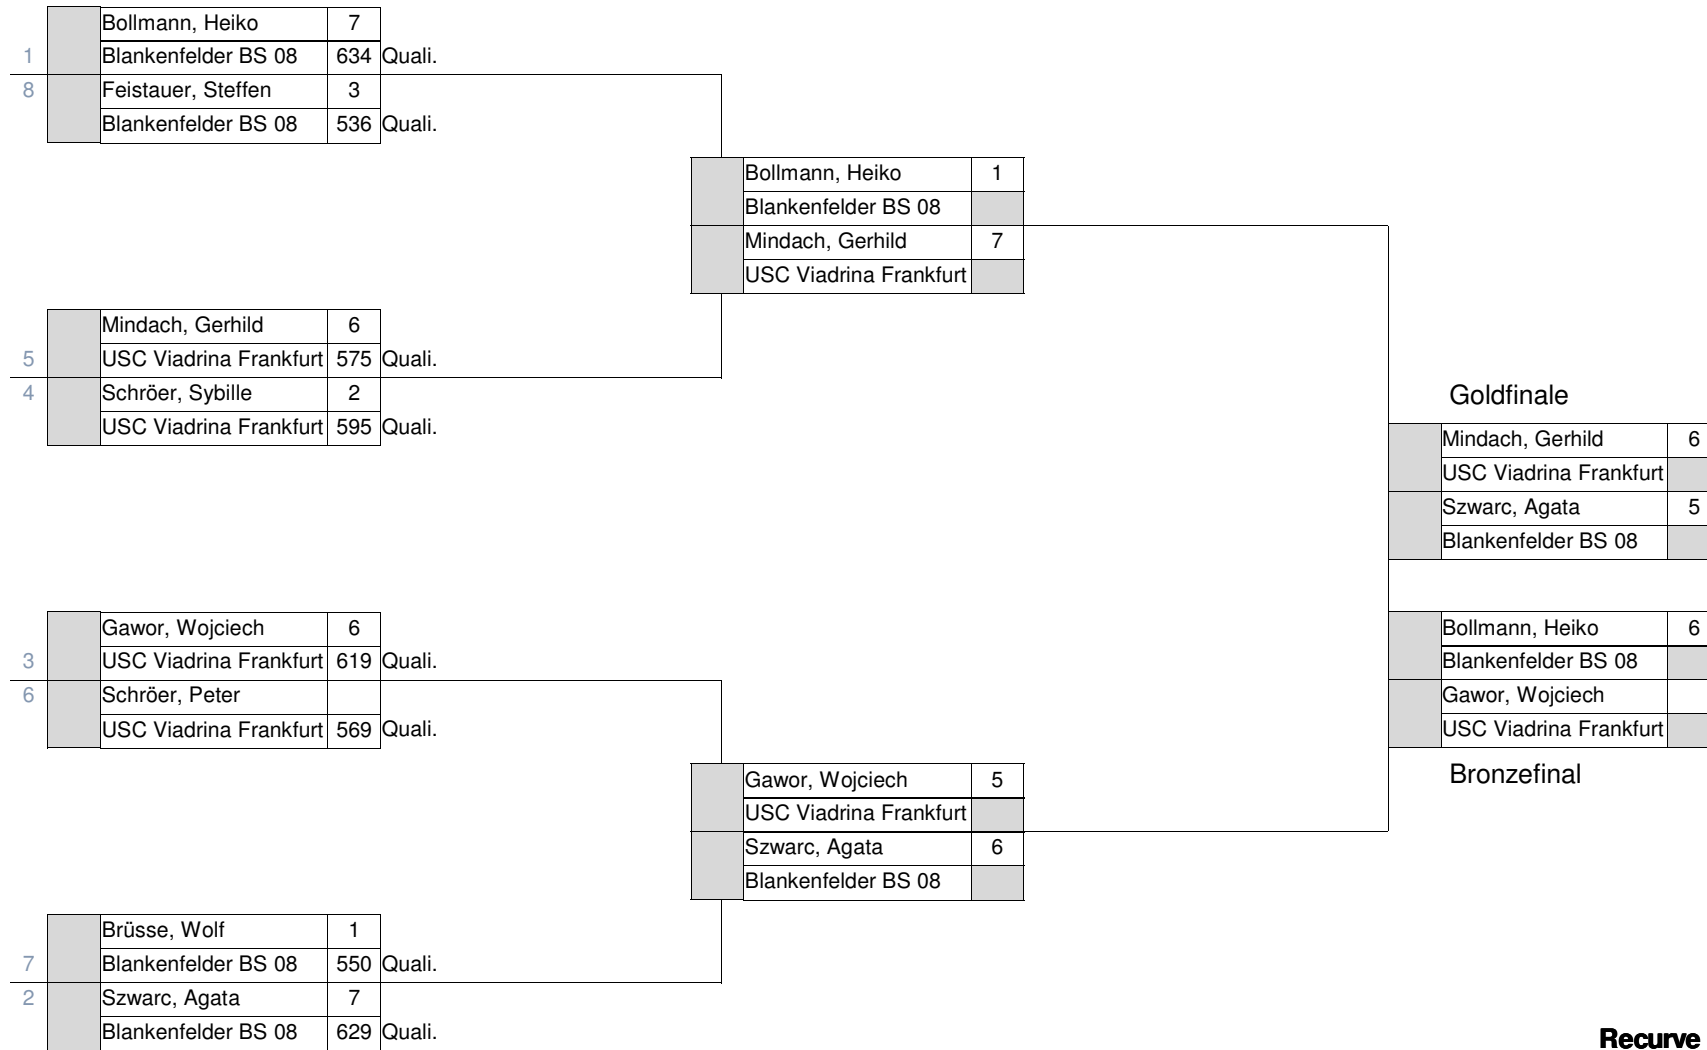 Bollmann, Heiko 7
1 Blankenfelder BS 08 634 Quali.
8 Feistauer, Steffen 3
Blankenfelder BS 08 536 Quali.
Bollmann, Heiko 1
Blankenfelder BS 08
Mindach, Gerhild 7
USC Viadrina Frankfurt
Mindach, Gerhild 6
5 USC Viadrina Frankfurt 575 Quali.
4 Schröer, Sybille 2
USC Viadrina Frankfurt 595 Quali.
Goldfinale
Mindach, Gerhild 6
USC Viadrina Frankfurt
Szwarc, Agata 5
Blankenfelder BS 08
Gawor, Wojciech 6
3 USC Viadrina Frankfurt 619 Quali.
6 Schröer, Peter
USC Viadrina Frankfurt 569 Quali.
Bollmann, Heiko 6
Blankenfelder BS 08
Gawor, Wojciech
USC Viadrina Frankfurt
Bronzefinal
Gawor, Wojciech 5
USC Viadrina Frankfurt
Szwarc, Agata 6
Blankenfelder BS 08
Brüsse, Wolf 1
7 Blankenfelder BS 08 550 Quali.
2 Szwarc, Agata 7
Blankenfelder BS 08 629 Quali.
Recurve